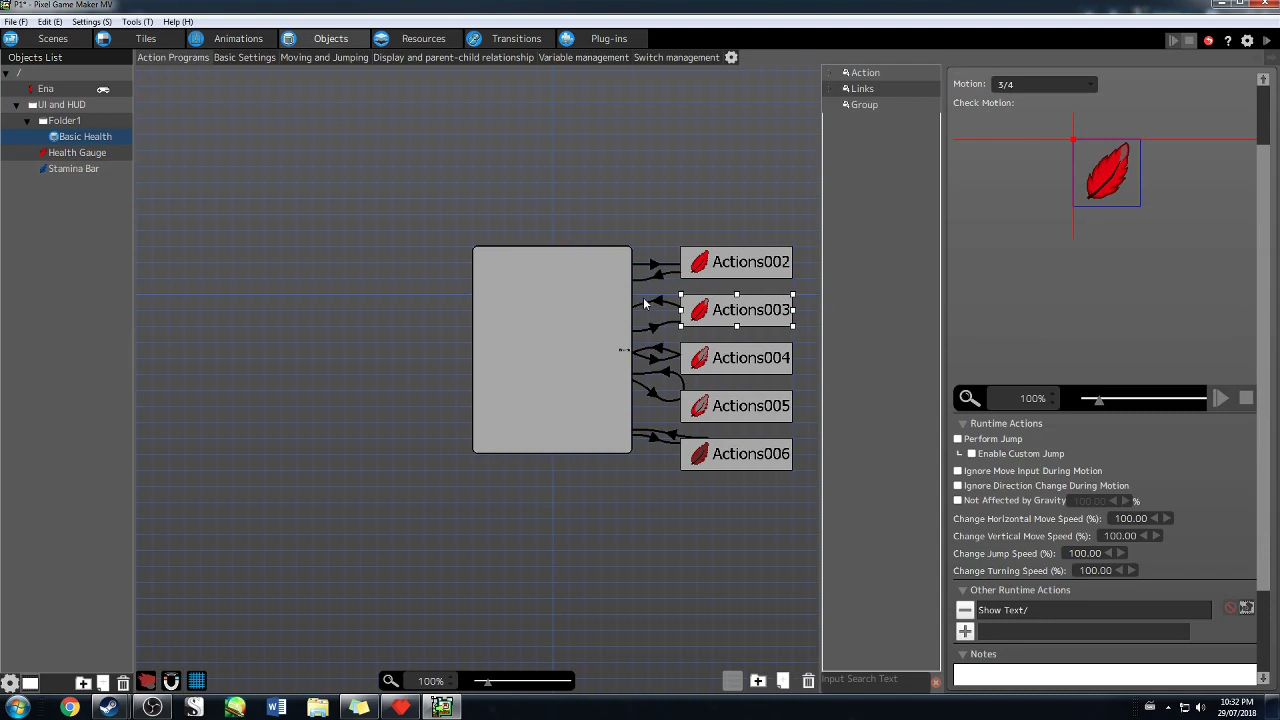 P1* - Pixel Game Maker MV
File (F) Edit (E) Settings (S) Tools (T) Help (H)
Scenes Tiles Animations Objects Resources Transitions Plug-ins
Objects List
Action Programs Basic Settings Moving and Jumping Display and parent-child relationship Variable management Switch management
/
Ena
UI and HUD
Folder1
Basic Health
Health Gauge
Stamina Bar
Actions002
Actions003
Actions004
Actions005
Actions006
100%
Action
Links
Group
Input Search Text
Motion: 3/4
Check Motion:
100%
Runtime Actions
Perform Jump
Enable Custom Jump
Ignore Move Input During Motion
Ignore Direction Change During Motion
Not Affected by Gravity 100.00 %
Change Horizontal Move Speed (%): 100.00
Change Vertical Move Speed (%): 100.00
Change Jump Speed (%): 100.00
Change Turning Speed (%): 100.00
Other Runtime Actions
Show Text/
Notes
10:32 PM
29/07/2018